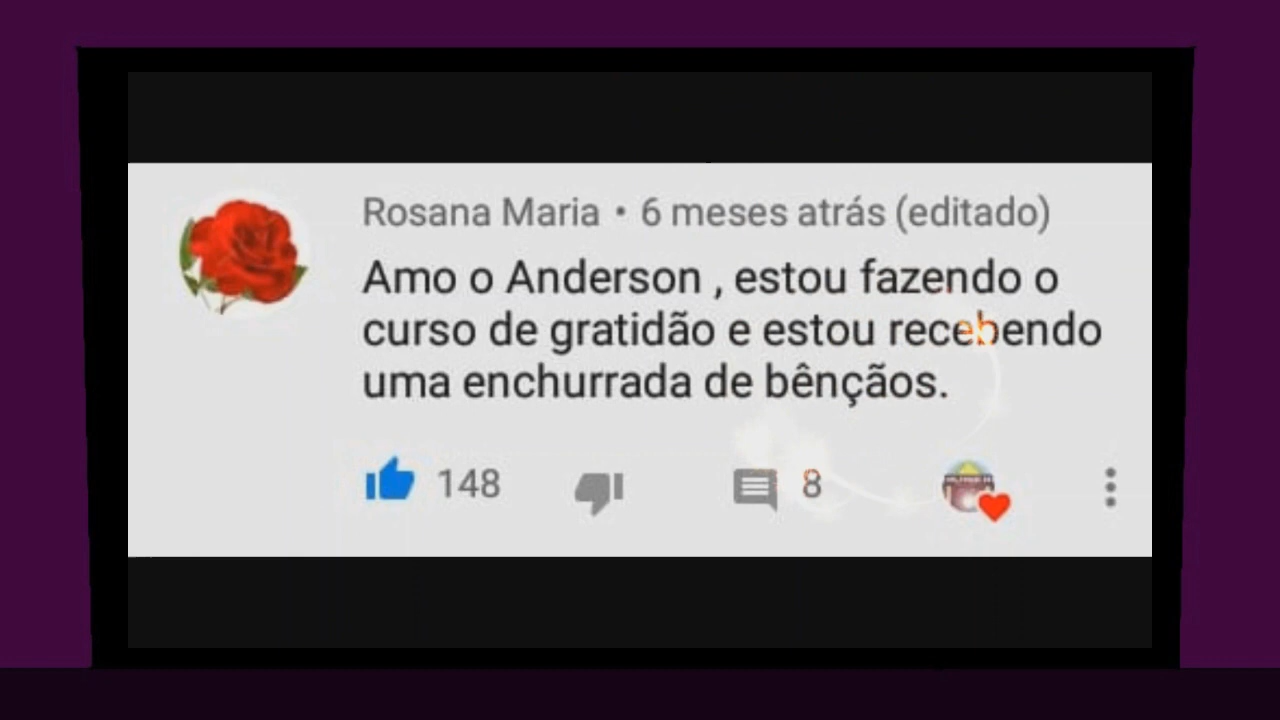 Rosana Maria • 6 meses atrás (editado)
Amo o Anderson , estou fazendo o
curso de gratidão e estou recebendo
uma enchurrada de bênçãos.
148 8